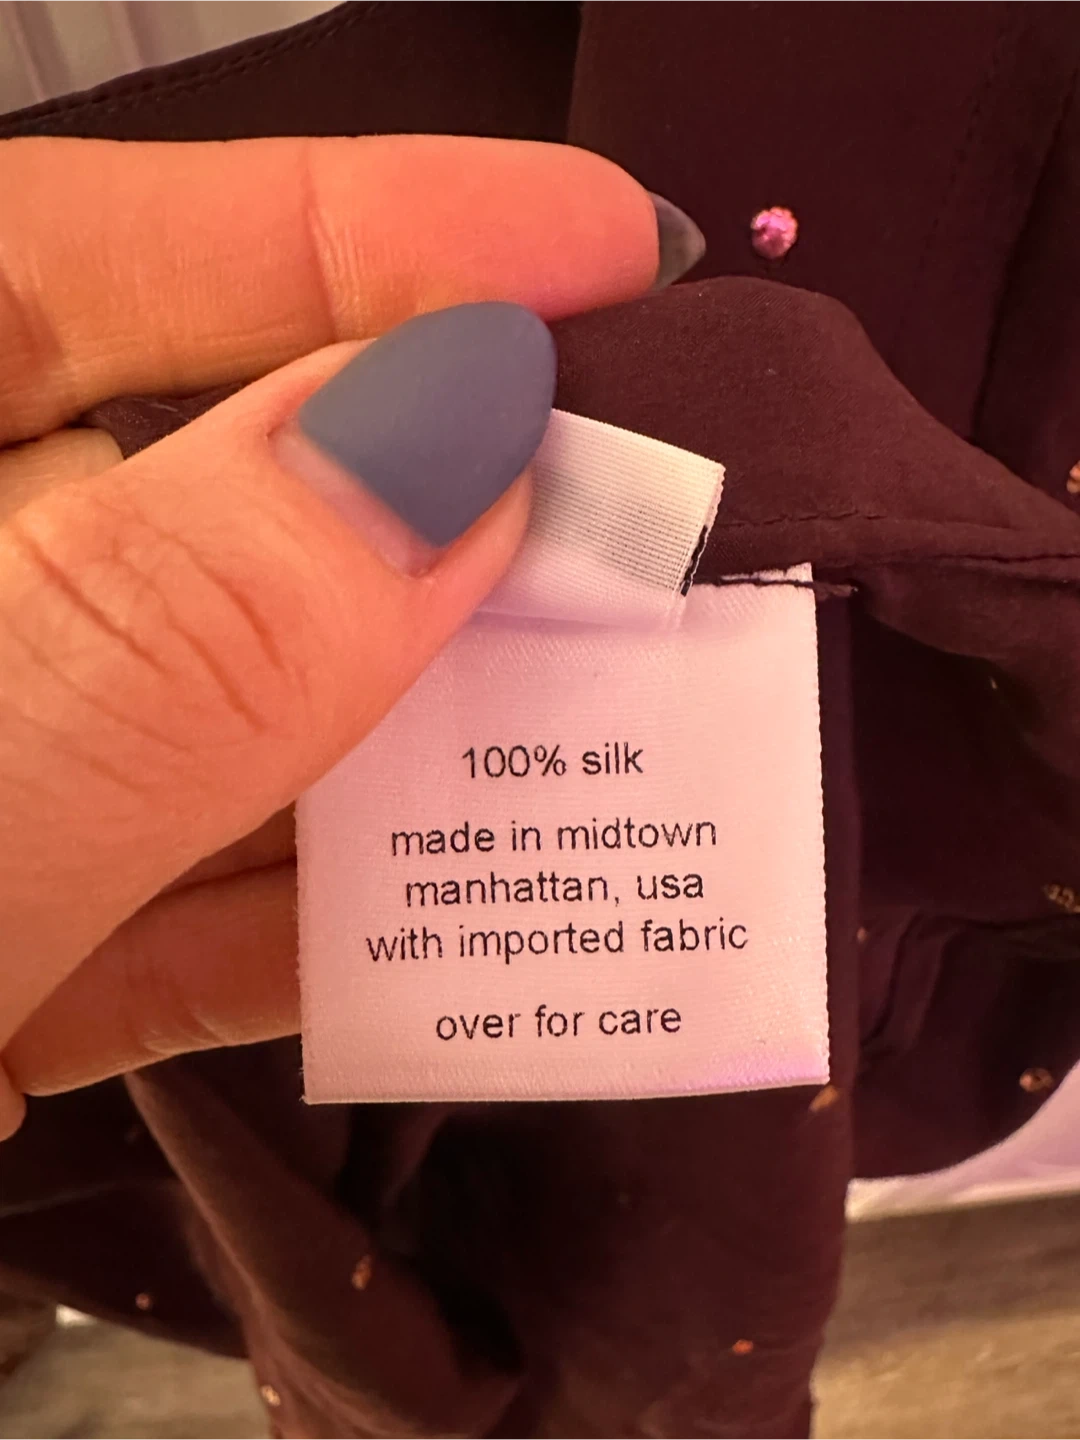 100% silk
made in midtown
manhattan, usa
with imported fabric
over for care